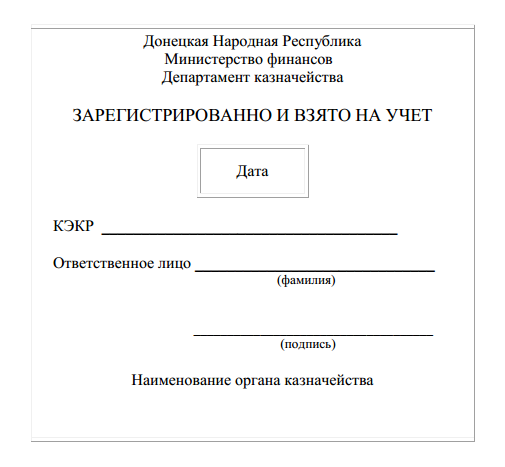 Донецкая Народная Республика
Министерство финансов
Департамент казначейства
ЗАРЕГИСТРИРОВАННО И ВЗЯТО НА УЧЕТ
Дата
КЭКР
Ответственное лицо
(фамилия)
(подпись)
Наименование органа казначейства